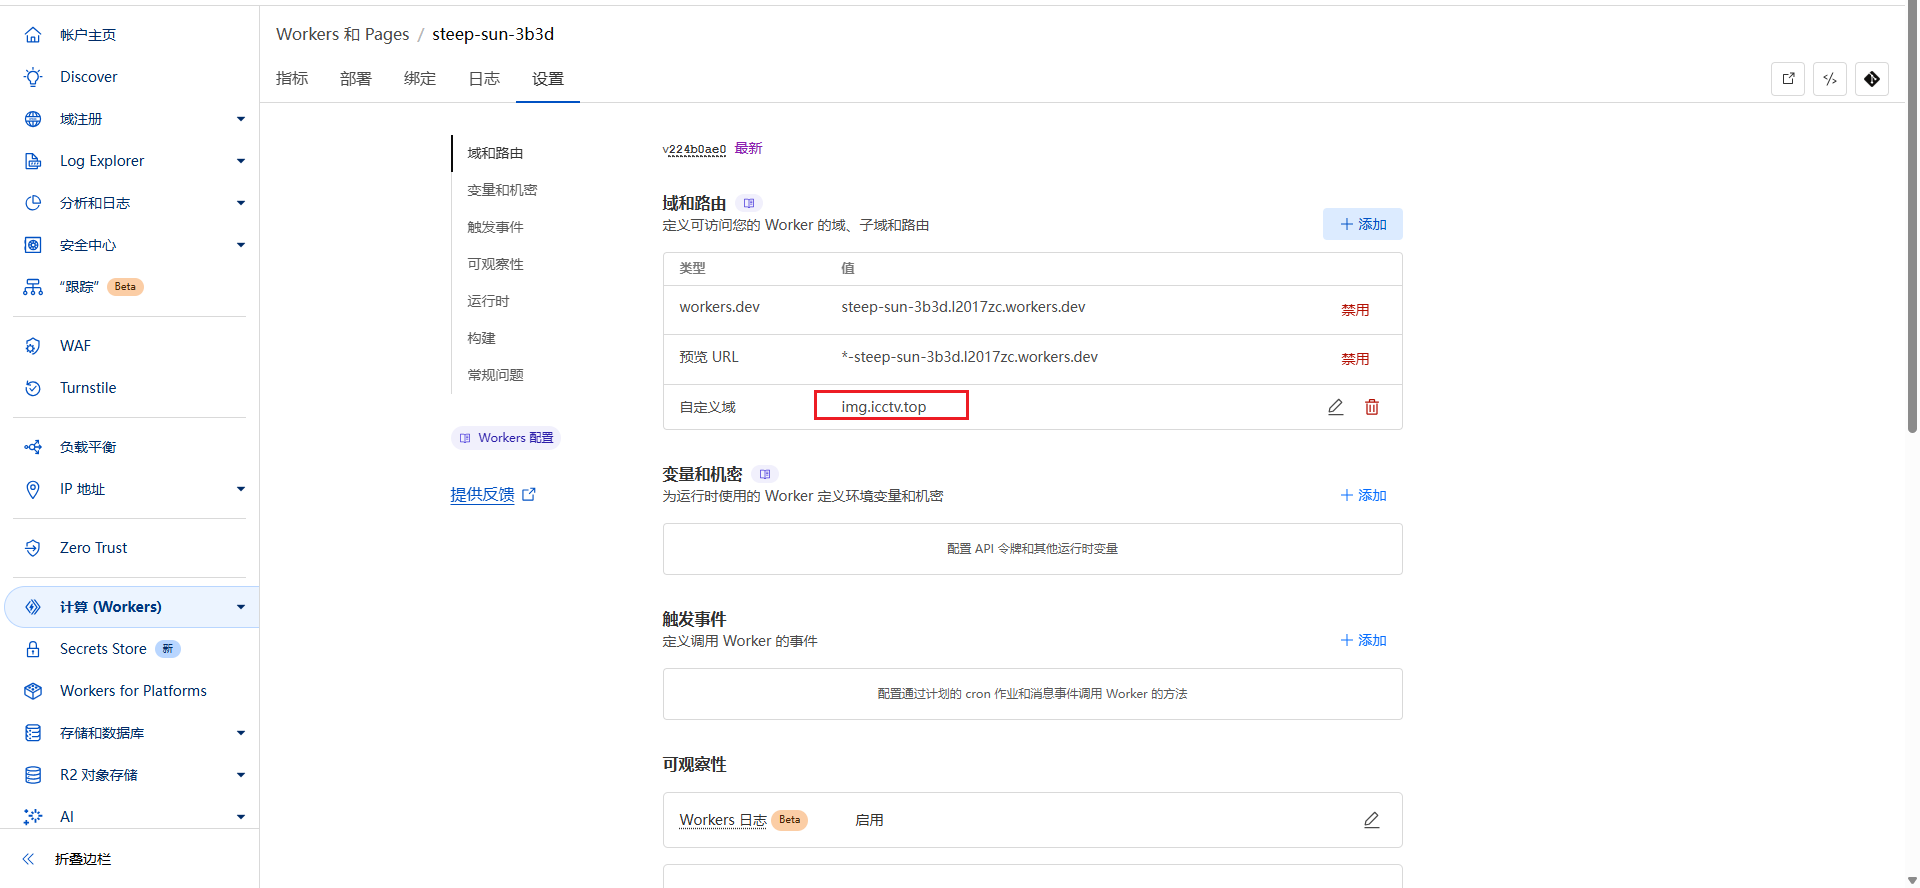 帐户主页
Discover
域注册
Log Explorer
分析和日志
安全中心
“跟踪” Beta
WAF
Turnstile
负载平衡
IP 地址
Zero Trust
计算 (Workers)
Secrets Store 新
Workers for Platforms
存储和数据库
R2 对象存储
AI
折叠边栏
Workers 和 Pages / steep-sun-3b3d
指标 部署 绑定 日志 设置
域和路由
变量和机密
触发事件
可观察性
运行时
构建
常规问题
Workers 配置
提供反馈
v224b0ae0 最新
域和路由
定义可访问您的 Worker 的域、子域和路由
添加
类型 值
workers.dev steep-sun-3b3d.l2017zc.workers.dev 禁用
预览 URL *-steep-sun-3b3d.l2017zc.workers.dev 禁用
自定义域 img.icctv.top
变量和机密
为运行时使用的 Worker 定义环境变量和机密
添加
配置 API 令牌和其他运行时变量
触发事件
定义调用 Worker 的事件
添加
配置通过计划的 cron 作业和消息事件调用 Worker 的方法
可观察性
Workers 日志 Beta 启用